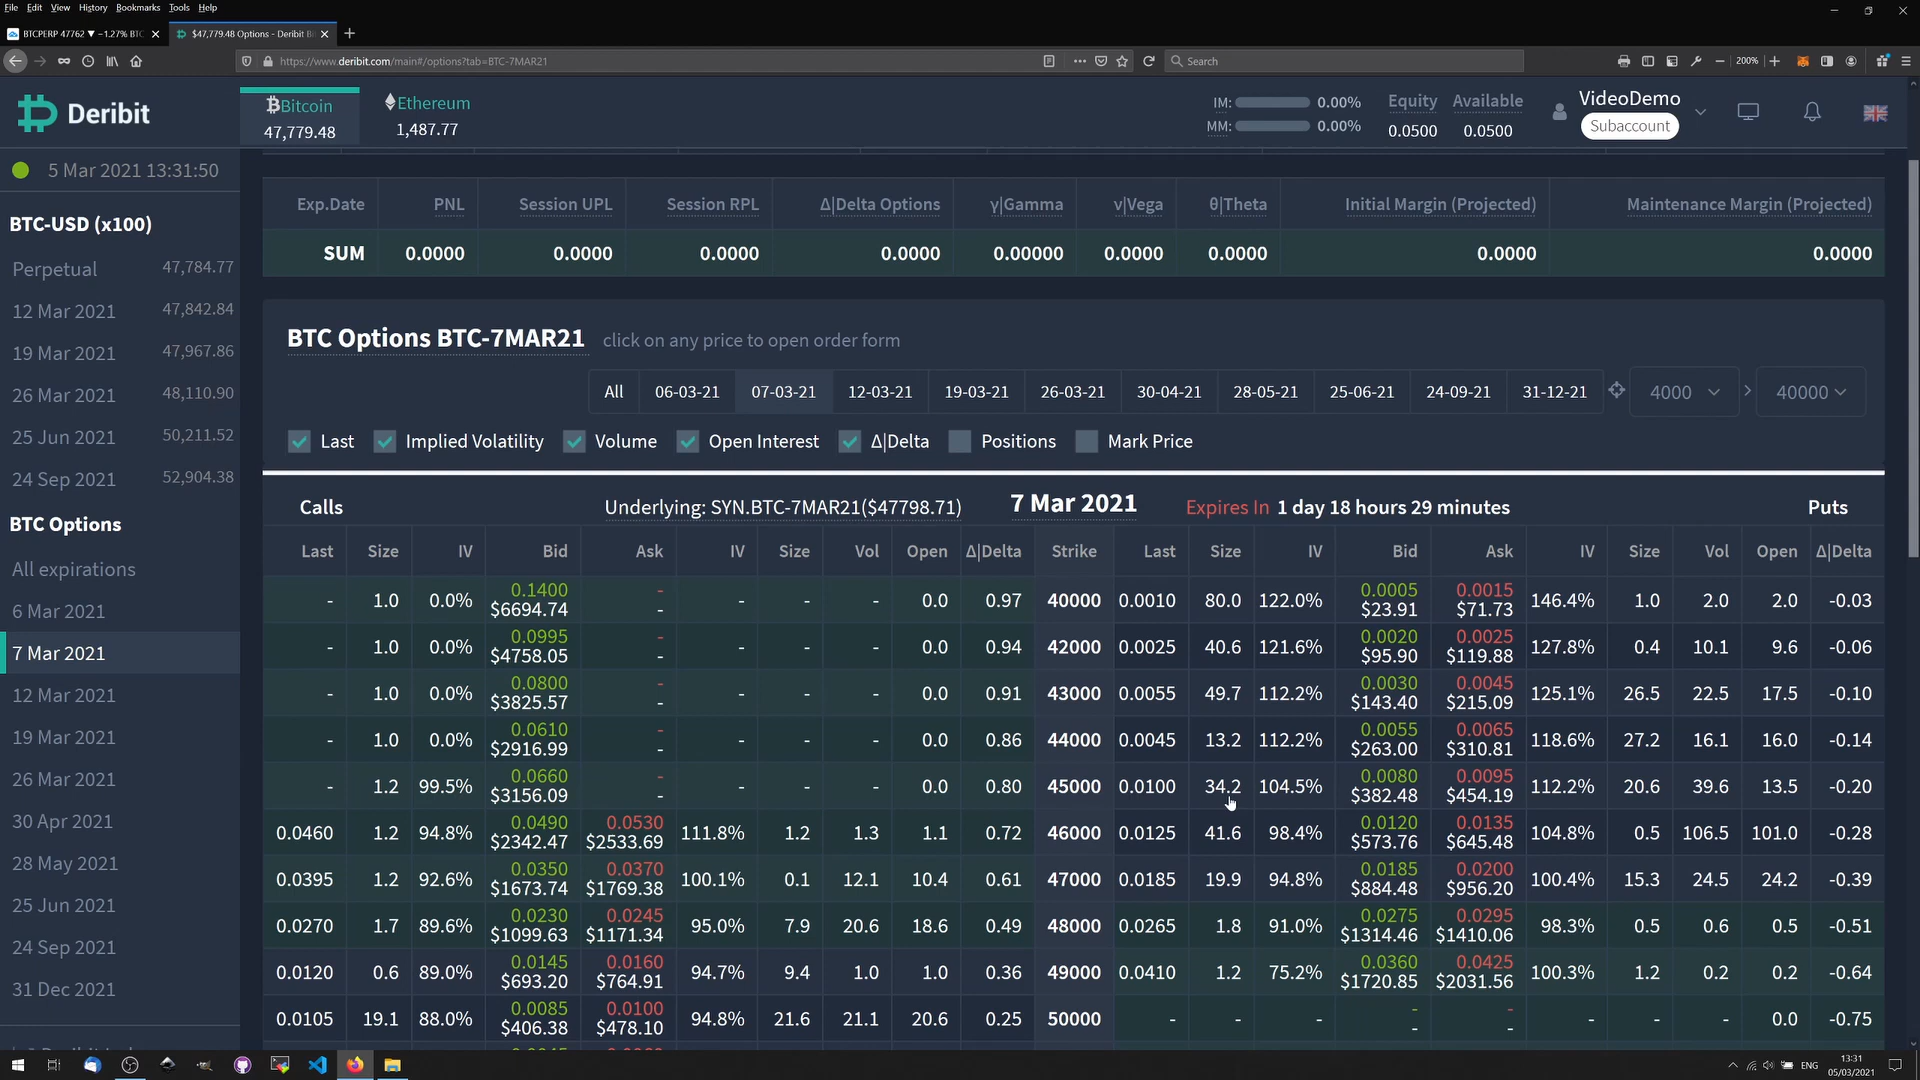 File Edit View History Bookmarks Tools Help
BTCPERP 47762 ▼ −1.27% BTC × $47,779.48 Options - Deribit Bi × +
https://www.deribit.com/main#/options?tab=BTC-7MAR21 Search 200%
Deribit ₿Bitcoin 47,779.48 Ethereum 1,487.77 IM: 0.00% MM: 0.00% Equity 0.0500 Available 0.0500 VideoDemo Subaccount
5 Mar 2021 13:31:50
BTC-USD (x100)
Perpetual 47,784.77
12 Mar 2021 47,842.84
19 Mar 2021 47,967.86
26 Mar 2021 48,110.90
25 Jun 2021 50,211.52
24 Sep 2021 52,904.38
BTC Options
All expirations
6 Mar 2021
7 Mar 2021
12 Mar 2021
19 Mar 2021
26 Mar 2021
30 Apr 2021
28 May 2021
25 Jun 2021
24 Sep 2021
31 Dec 2021
Exp.Date PNL Session UPL Session RPL Δ|Delta Options γ|Gamma ν|Vega θ|Theta Initial Margin (Projected) Maintenance Margin (Projected)
SUM 0.0000 0.0000 0.0000 0.0000 0.00000 0.0000 0.0000 0.0000 0.0000
BTC Options BTC-7MAR21 click on any price to open order form
All 06-03-21 07-03-21 12-03-21 19-03-21 26-03-21 30-04-21 28-05-21 25-06-21 24-09-21 31-12-21 4000 > 40000
Last Implied Volatility Volume Open Interest Δ|Delta Positions Mark Price
Calls Underlying: SYN.BTC-7MAR21($47798.71) 7 Mar 2021 Expires In 1 day 18 hours 29 minutes Puts
Last Size IV Bid Ask IV Size Vol Open Δ|Delta Strike Last Size IV Bid Ask IV Size Vol Open Δ|Delta
- 1.0 0.0% 0.1400 $6694.74 - - - - - 0.0 0.97 40000 0.0010 80.0 122.0% 0.0005 $23.91 0.0015 $71.73 146.4% 1.0 2.0 2.0 -0.03
- 1.0 0.0% 0.0995 $4758.05 - - - - - 0.0 0.94 42000 0.0025 40.6 121.6% 0.0020 $95.90 0.0025 $119.88 127.8% 0.4 10.1 9.6 -0.06
- 1.0 0.0% 0.0800 $3825.57 - - - - - 0.0 0.91 43000 0.0055 49.7 112.2% 0.0030 $143.40 0.0045 $215.09 125.1% 26.5 22.5 17.5 -0.10
- 1.0 0.0% 0.0610 $2916.99 - - - - - 0.0 0.86 44000 0.0045 13.2 112.2% 0.0055 $263.00 0.0065 $310.81 118.6% 27.2 16.1 16.0 -0.14
- 1.2 99.5% 0.0660 $3156.09 - - - - - 0.0 0.80 45000 0.0100 34.2 104.5% 0.0080 $382.48 0.0095 $454.19 112.2% 20.6 39.6 13.5 -0.20
0.0460 1.2 94.8% 0.0490 $2342.47 0.0530 $2533.69 111.8% 1.2 1.3 1.1 0.72 46000 0.0125 41.6 98.4% 0.0120 $573.76 0.0135 $645.48 104.8% 0.5 106.5 101.0 -0.28
0.0395 1.2 92.6% 0.0350 $1673.74 0.0370 $1769.38 100.1% 0.1 12.1 10.4 0.61 47000 0.0185 19.9 94.8% 0.0185 $884.48 0.0200 $956.20 100.4% 15.3 24.5 24.2 -0.39
0.0270 1.7 89.6% 0.0230 $1099.63 0.0245 $1171.34 95.0% 7.9 20.6 18.6 0.49 48000 0.0265 1.8 91.0% 0.0275 $1314.46 0.0295 $1410.06 98.3% 0.5 0.6 0.5 -0.51
0.0120 0.6 89.0% 0.0145 $693.20 0.0160 $764.91 94.7% 9.4 1.0 1.0 0.36 49000 0.0410 1.2 75.2% 0.0360 $1720.85 0.0425 $2031.56 100.3% 1.2 0.2 0.2 -0.64
0.0105 19.1 88.0% 0.0085 $406.38 0.0100 $478.10 94.8% 21.6 21.1 20.6 0.25 50000 - - - - - - - - - - 0.0 -0.75
ENG 13:31
05/03/2021